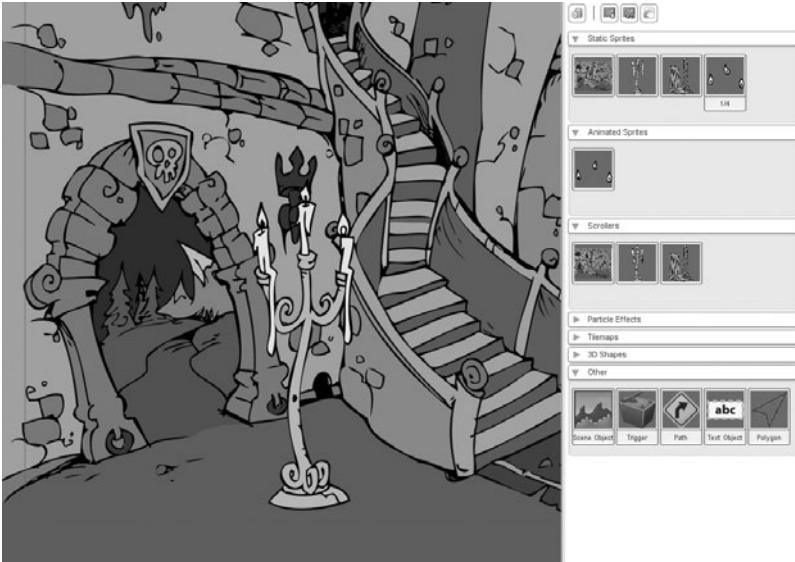 Static Sprites
1/4
Animated Sprites
Scrollers
Particle Effects
Tilemaps
3D Shapes
Other
abc
Scene Object Trigger Path Text Object Polygon